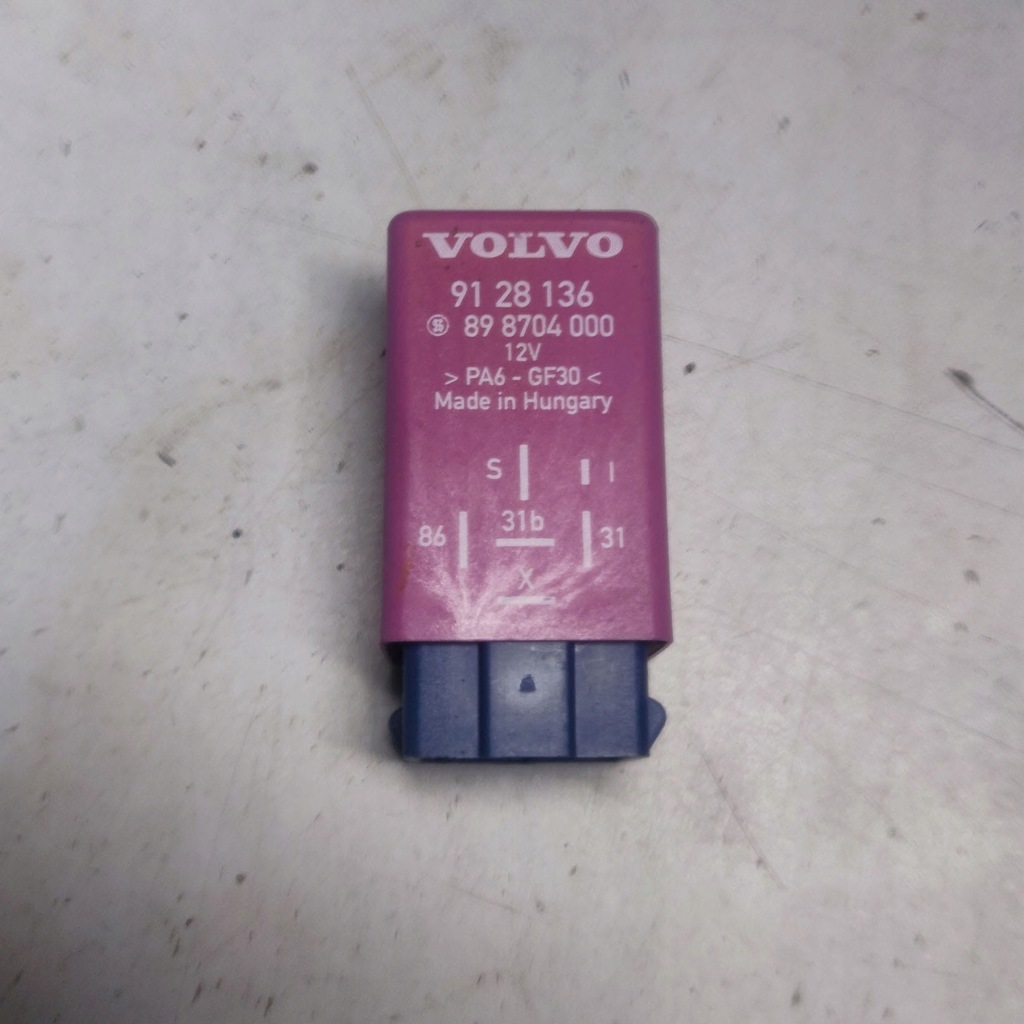 VOLVO
91 28 136
89 8704 000
12V
> PA6 - GF30 <
Made in Hungary
S I
31b
86 31
X